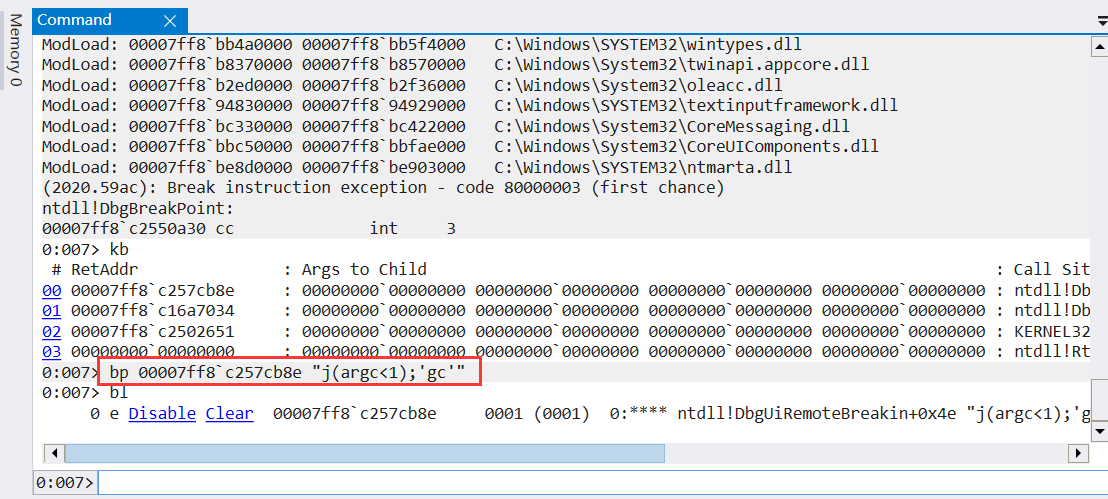 Memory 0
Command
ModLoad: 00007ff8`bb4a0000 00007ff8`bb5f4000   C:\Windows\SYSTEM32\wintypes.dll
ModLoad: 00007ff8`b8370000 00007ff8`b8570000   C:\Windows\System32\twinapi.appcore.dll
ModLoad: 00007ff8`b2ed0000 00007ff8`b2f36000   C:\Windows\System32\oleacc.dll
ModLoad: 00007ff8`94830000 00007ff8`94929000   C:\Windows\System32\textinputframework.dll
ModLoad: 00007ff8`bc330000 00007ff8`bc422000   C:\Windows\System32\CoreMessaging.dll
ModLoad: 00007ff8`bbc50000 00007ff8`bbfae000   C:\Windows\System32\CoreUIComponents.dll
ModLoad: 00007ff8`be8d0000 00007ff8`be903000   C:\Windows\SYSTEM32\ntmarta.dll
(2020.59ac): Break instruction exception - code 80000003 (first chance)
ntdll!DbgBreakPoint:
00007ff8`c2550a30 cc              int     3
0:007> kb
 # RetAddr               : Args to Child                                                           : Call Sit
00 00007ff8`c257cb8e     : 00000000`00000000 00000000`00000000 00000000`00000000 00000000`00000000 : ntdll!Db
01 00007ff8`c16a7034     : 00000000`00000000 00000000`00000000 00000000`00000000 00000000`00000000 : ntdll!Db
02 00007ff8`c2502651     : 00000000`00000000 00000000`00000000 00000000`00000000 00000000`00000000 : KERNEL32
03 00000000`00000000     : 00000000`00000000 00000000`00000000 00000000`00000000 00000000`00000000 : ntdll!Rt
0:007> bp 00007ff8`c257cb8e "j(argc<1);'gc'"
0:007> bl
     0 e Disable Clear  00007ff8`c257cb8e     0001 (0001)  0:**** ntdll!DbgUiRemoteBreakin+0x4e "j(argc<1);'g
0:007>